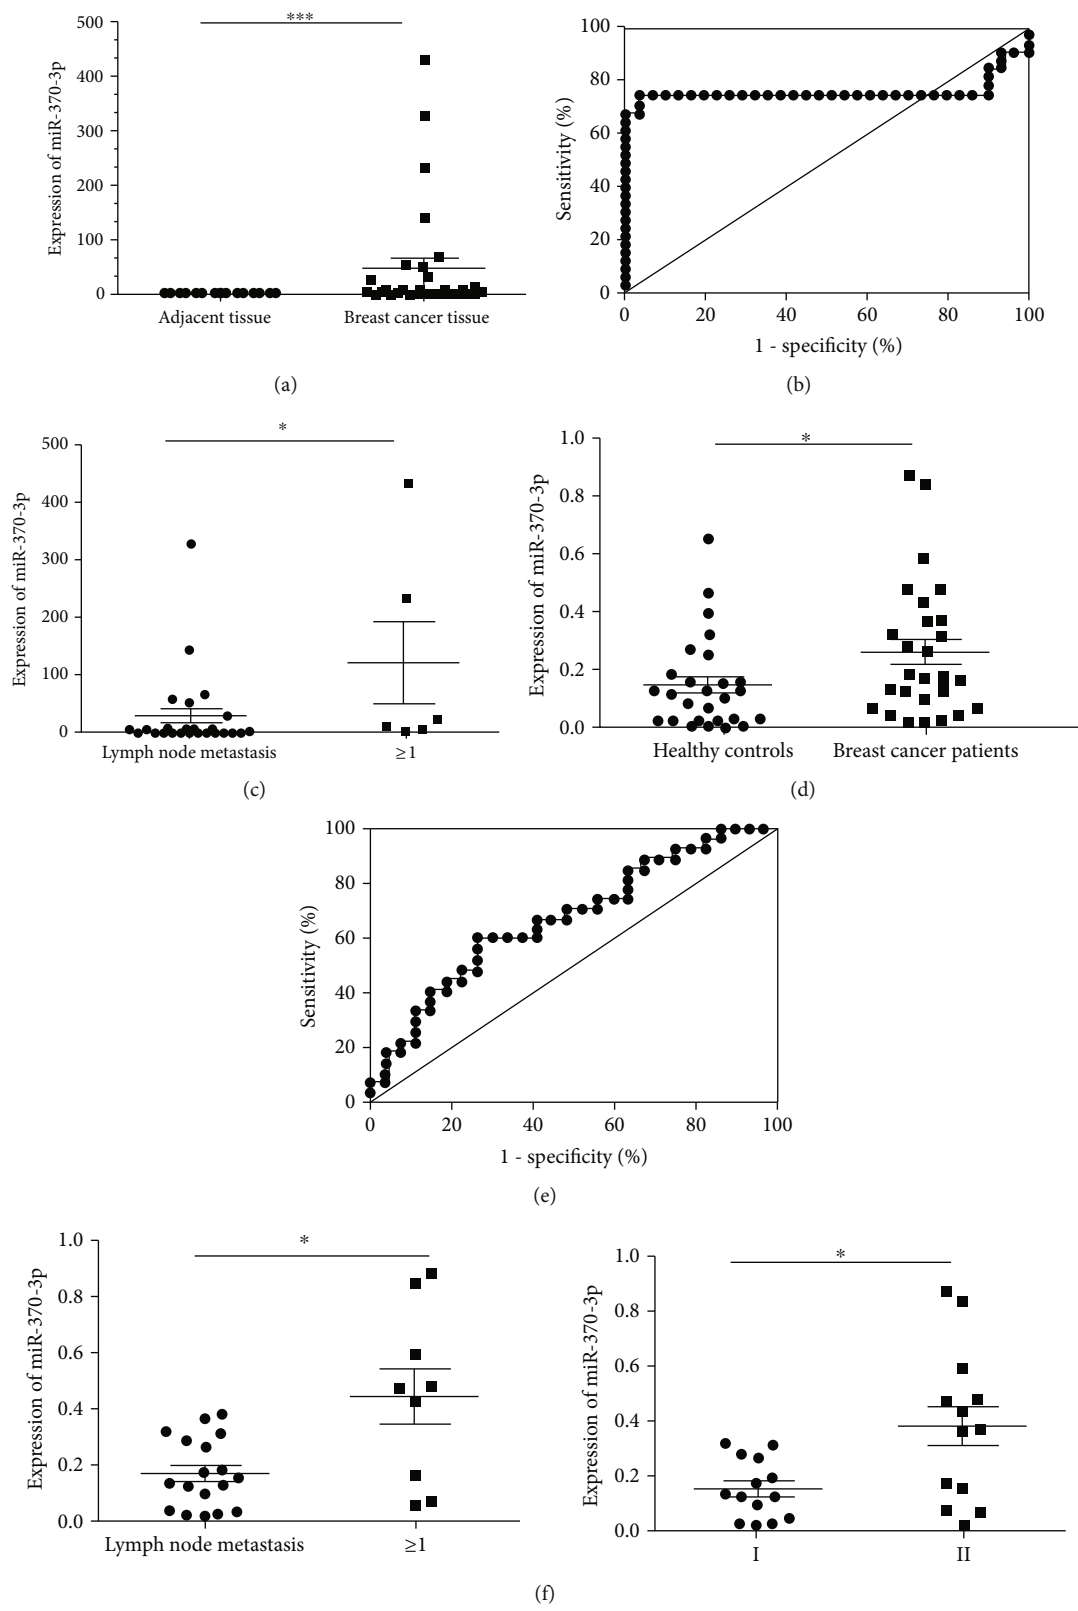 ***
500
400
300
200
100
0
Expression of miR-370-3p
Adjacent tissue
Breast cancer tissue
(a)
100
80
60
40
20
0
Sensitivity (%)
0 20 40 60 80 100
1 - specificity (%)
(b)
*
500
400
300
200
100
0
Expression of miR-370-3p
Lymph node metastasis
≥1
(c)
*
1.0
0.8
0.6
0.4
0.2
0.0
Expression of miR-370-3p
Healthy controls
Breast cancer patients
(d)
100
80
60
40
20
0
Sensitivity (%)
0 20 40 60 80 100
1 - specificity (%)
(e)
*
1.0
0.8
0.6
0.4
0.2
0.0
Expression of miR-370-3p
Lymph node metastasis
≥1
*
1.0
0.8
0.6
0.4
0.2
0.0
Expression of miR-370-3p
I
II
(f)